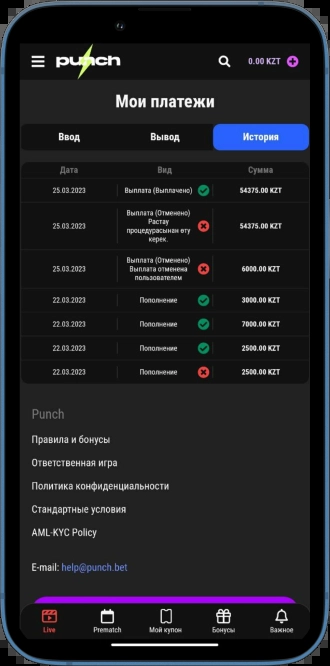 punch
0.00 KZT
Мои платежи
Ввод
Вывод
История
Дата Вид Сумма
25.03.2023 Выплата (Выплачено) 54375.00 KZT
25.03.2023 Выплата (Отменено) 54375.00 KZT
Растау
процедурасынан өту
керек.
25.03.2023 Выплата (Отменено) 6000.00 KZT
Выплата отменена
пользователем
22.03.2023 Пополнение 3000.00 KZT
22.03.2023 Пополнение 7000.00 KZT
22.03.2023 Пополнение 2500.00 KZT
22.03.2023 Пополнение 2500.00 KZT
Punch
Правила и бонусы
Ответственная игра
Политика конфиденциальности
Стандартные условия
AML-KYC Policy
E-mail: help@punch.bet
Live
Prematch
Мой купон
Бонусы
Важное